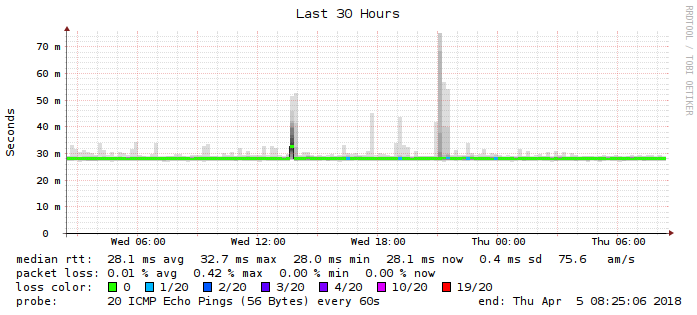 Last 30 Hours
RRDTOOL / TOBI OETIKER
Seconds
70 m
60 m
50 m
40 m
30 m
20 m
10 m
0
Wed 06:00 Wed 12:00 Wed 18:00 Thu 00:00 Thu 06:00
median rtt: 28.1 ms avg 32.7 ms max 28.0 ms min 28.1 ms now 0.4 ms sd 75.6 am/s
packet loss: 0.01 % avg 0.42 % max 0.00 % min 0.00 % now
loss color: 0 1/20 2/20 3/20 4/20 10/20 19/20
probe: 20 ICMP Echo Pings (56 Bytes) every 60s end: Thu Apr 5 08:25:06 2018